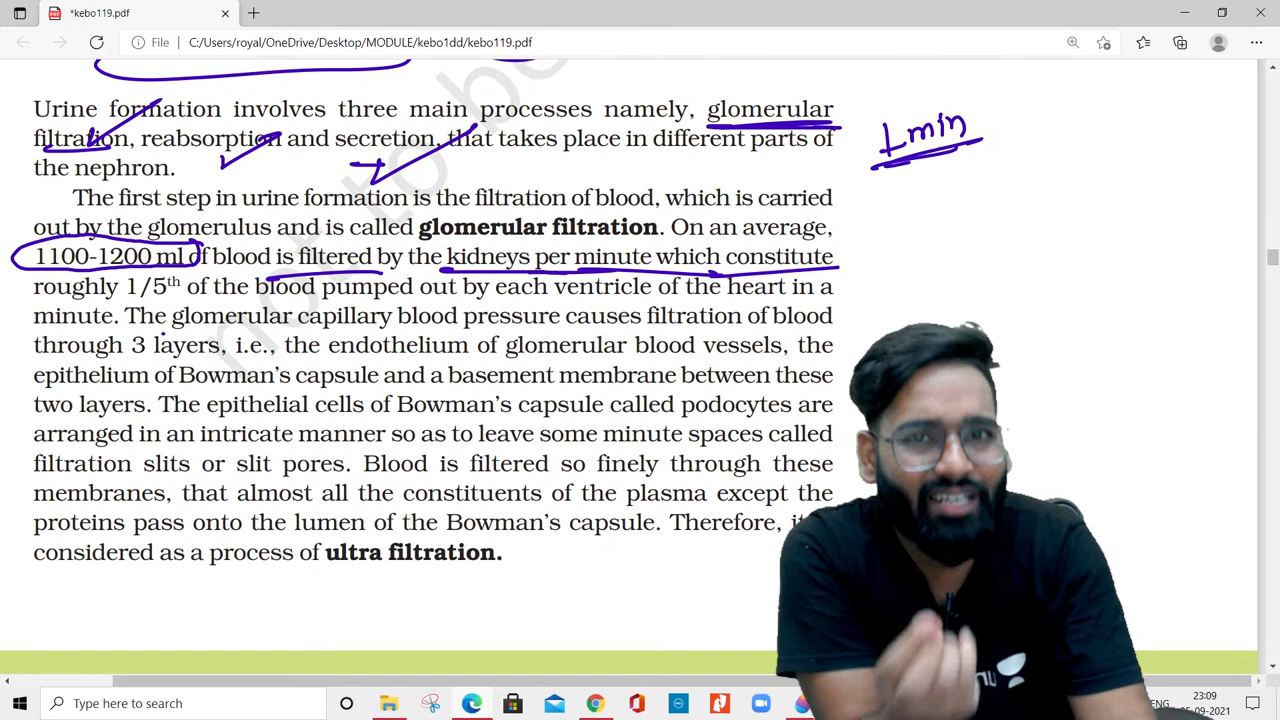 *kebo119.pdf
File
C:/Users/royal/OneDrive/Desktop/MODULE/kebo1dd/kebo119.pdf
Urine formation involves three main processes namely, glomerular
filtration, reabsorption and secretion, that takes place in different parts of
the nephron.
The first step in urine formation is the filtration of blood, which is carried
out by the glomerulus and is called glomerular filtration. On an average,
1100-1200 ml of blood is filtered by the kidneys per minute which constitute
roughly 1/5th of the blood pumped out by each ventricle of the heart in a
minute. The glomerular capillary blood pressure causes filtration of blood
through 3 layers, i.e., the endothelium of glomerular blood vessels, the
epithelium of Bowman's capsule and a basement membrane between these
two layers. The epithelial cells of Bowman's capsule called podocytes are
arranged in an intricate manner so as to leave some minute spaces called
filtration slits or slit pores. Blood is filtered so finely through these
membranes, that almost all the constituents of the plasma except the
proteins pass onto the lumen of the Bowman's capsule. Therefore, it
considered as a process of ultra filtration.
1 min
not to be
Type here to search
ENG
23:09
-09-2021